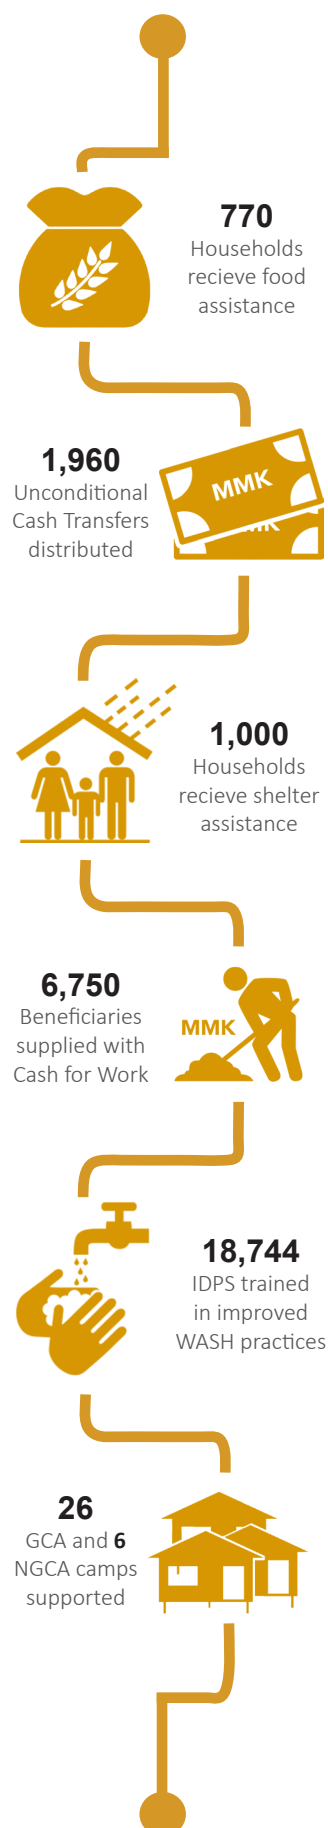 770
Households
recieve food
assistance
1,960
Unconditional
Cash Transfers
distributed
MMK
MK
1,000
Households
recieve shelter
assistance
6,750
Beneficiaries
supplied with
Cash for Work
MMK
18,744
IDPS trained
in improved
WASH practices
26
GCA and 6
NGCA camps
supported